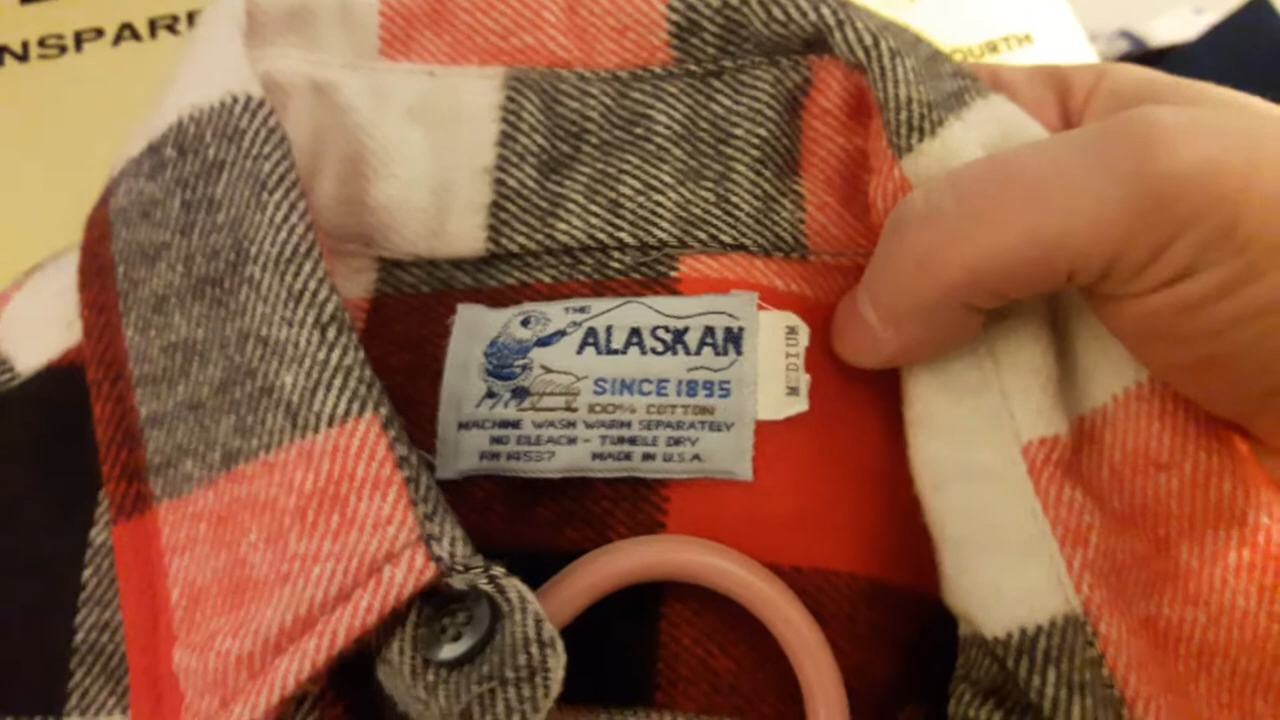 NSPARE
OURTH
THE
ALASKAN
SINCE 1895
100% COTTON
MACHINE WASH WARM SEPARATELY
NO BLEACH - TUMBLE DRY
RN 14537 MADE IN U.S.A.
MEDIUM